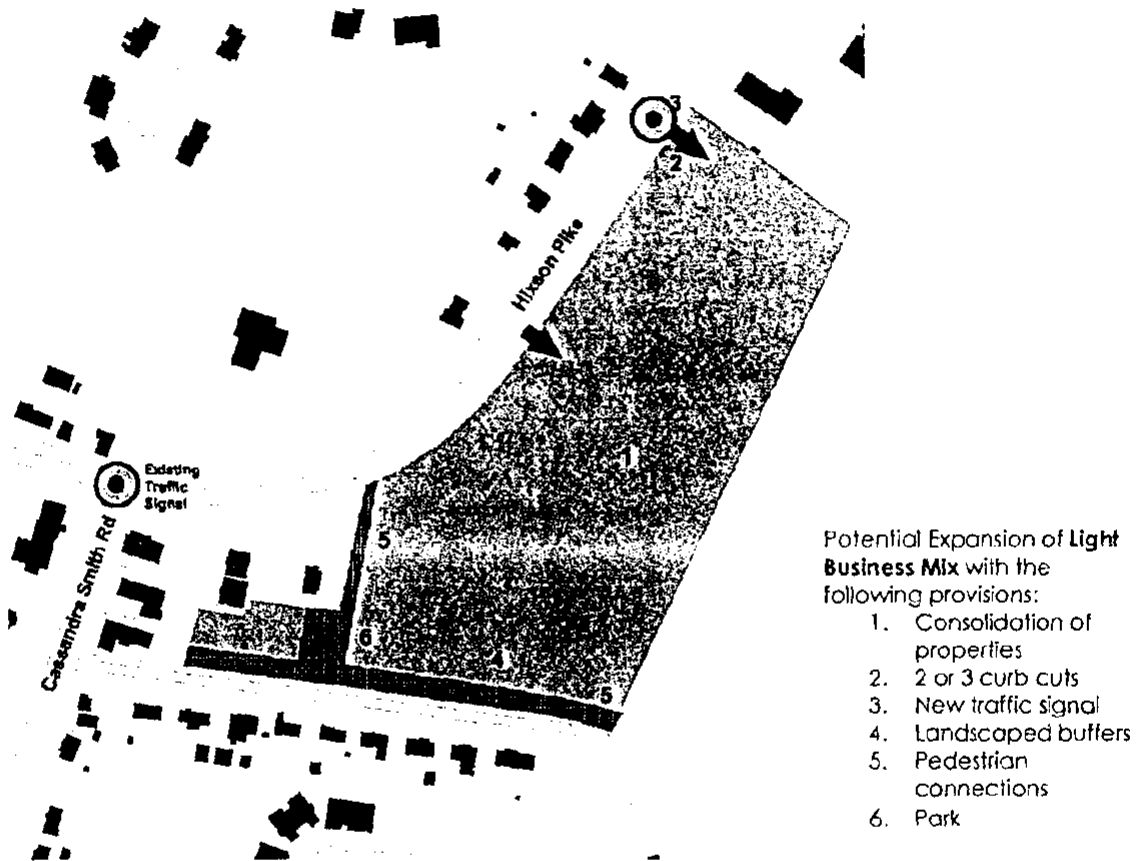 3
2
Hixson Pike
1
Existing
Traffic
Signal
5
Cassandra Smith Rd
6
4
5
Potential Expansion of Light
Business Mix with the
following provisions:
1. Consolidation of
properties
2. 2 or 3 curb cuts
3. New traffic signal
4. Landscaped buffers
5. Pedestrian
connections
6. Park